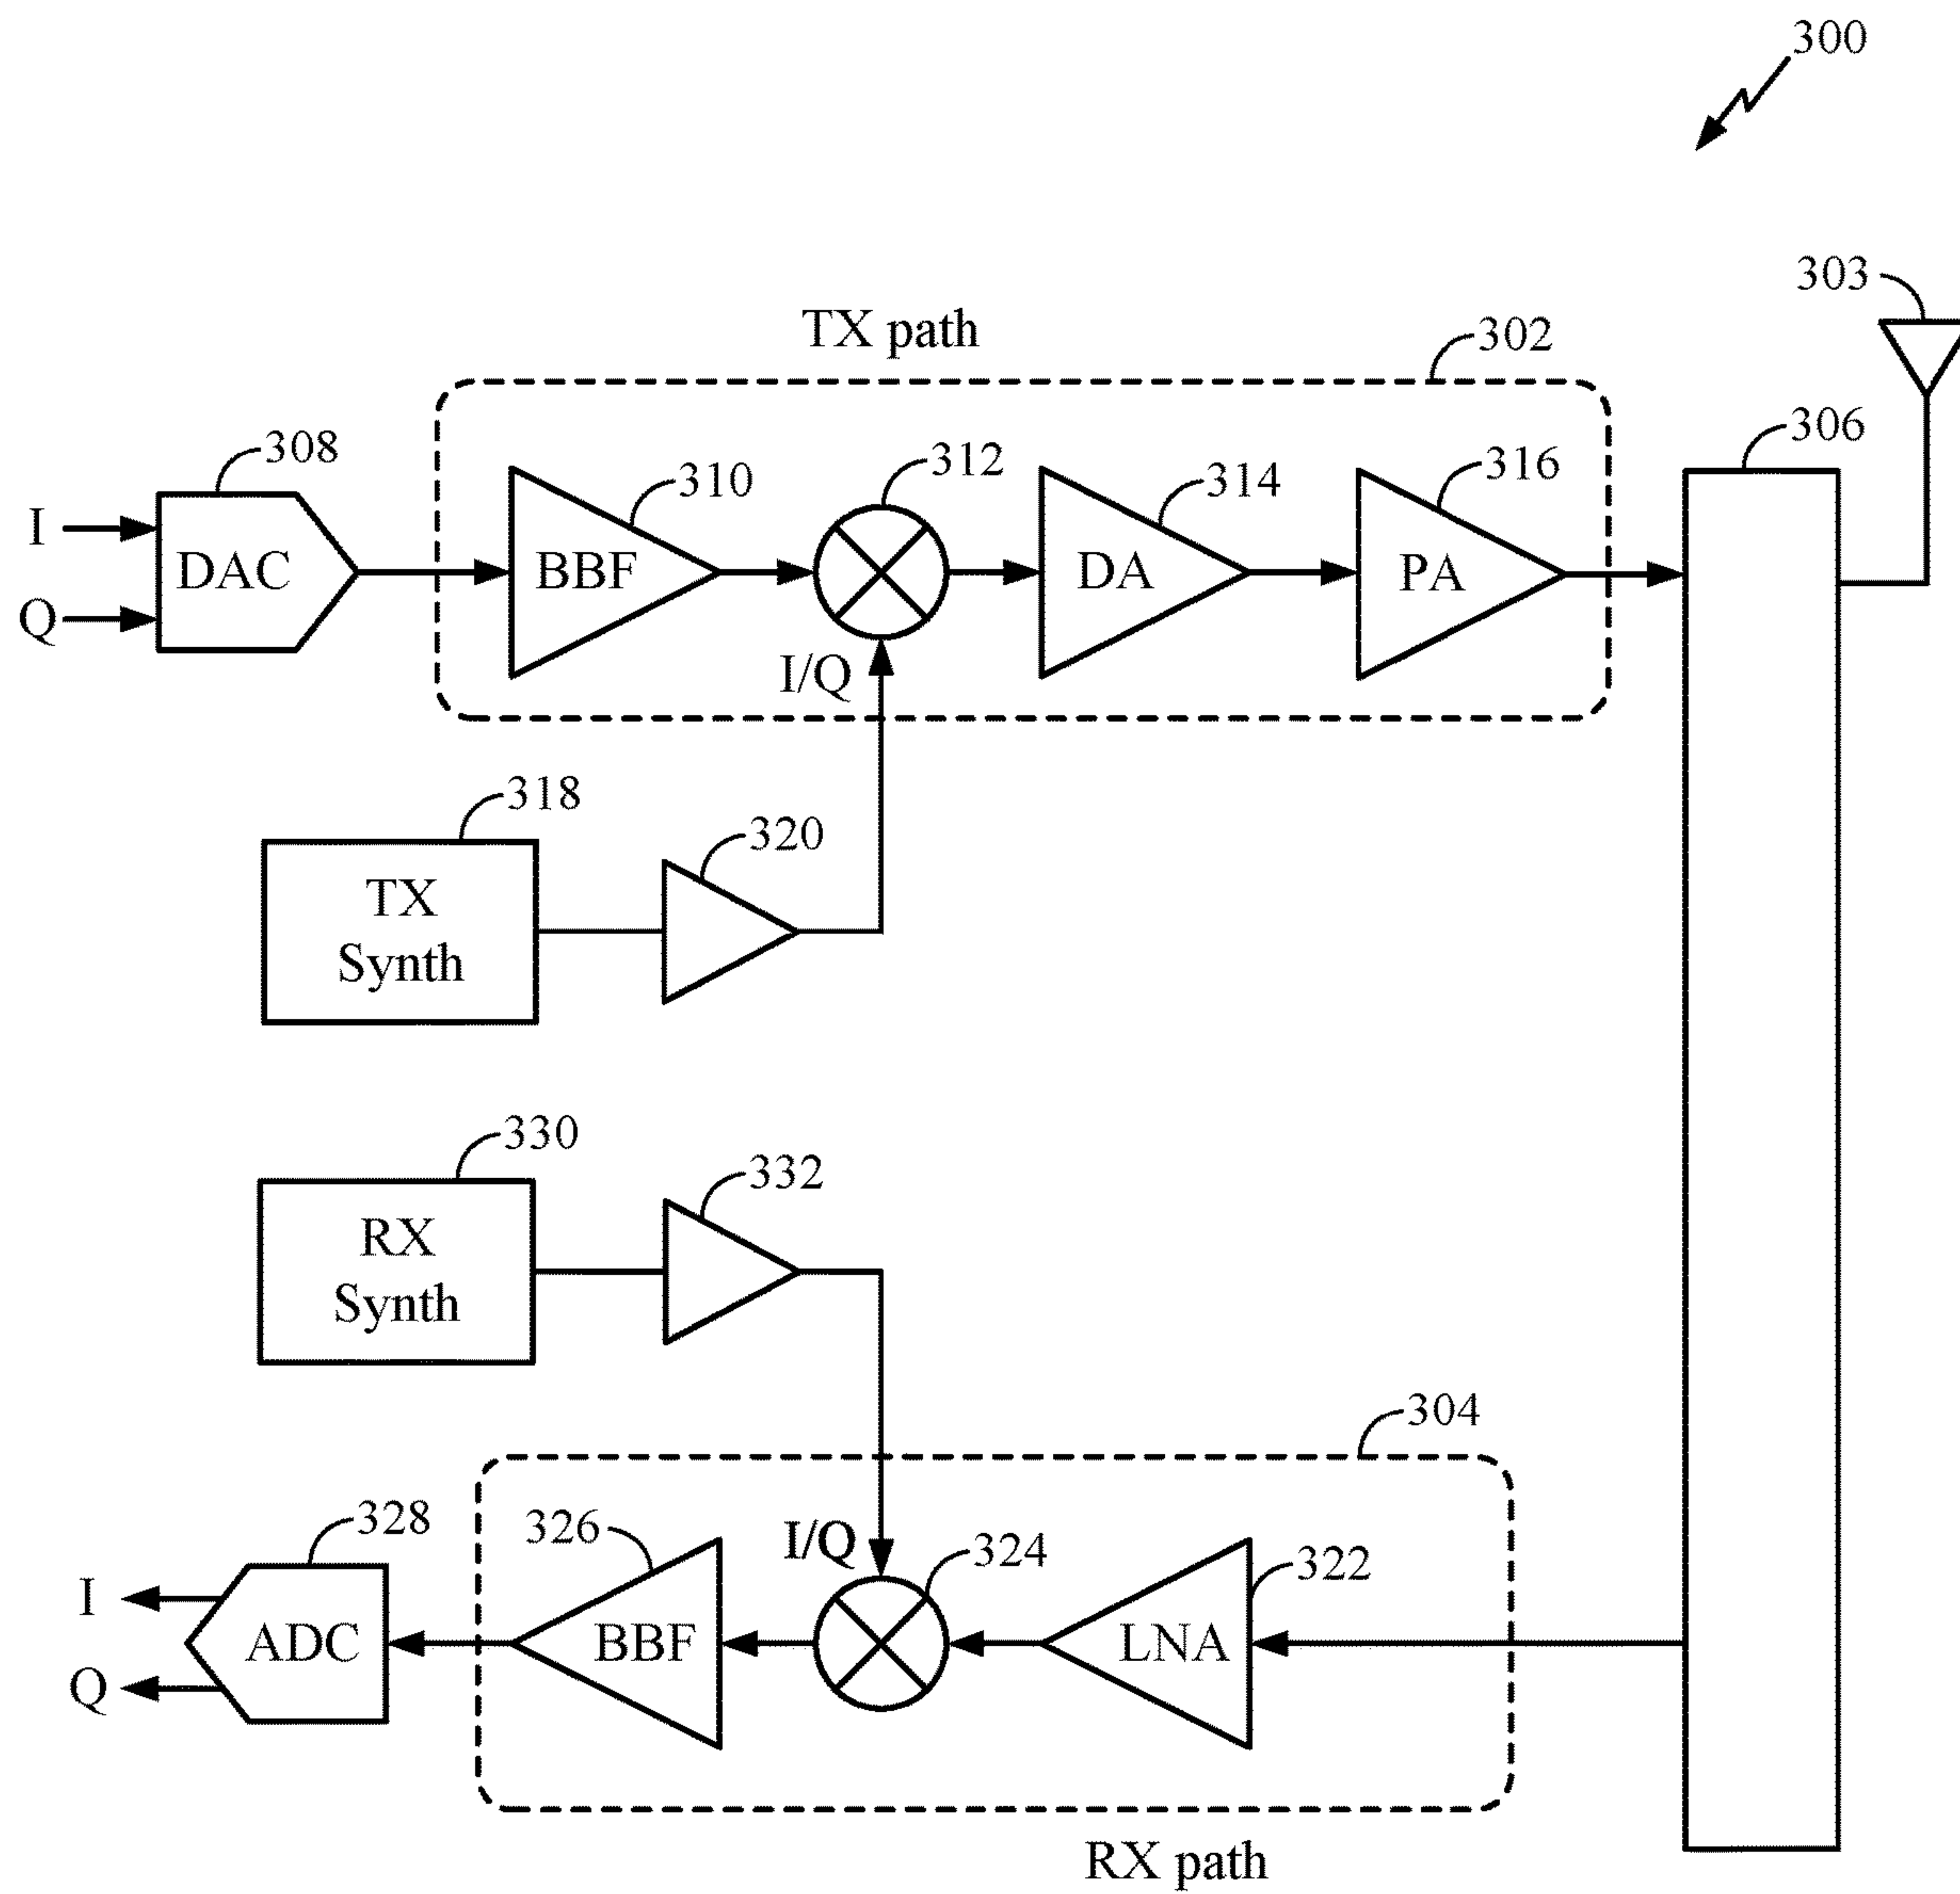 300
303
TX path
302
306
308
310
312
314
316
I
Q
DAC
BBF
DA
PA
I/Q
318
320
TX
Synth
330
332
RX
Synth
304
328
326
I/Q
324
322
I
Q
ADC
BBF
LNA
RX path